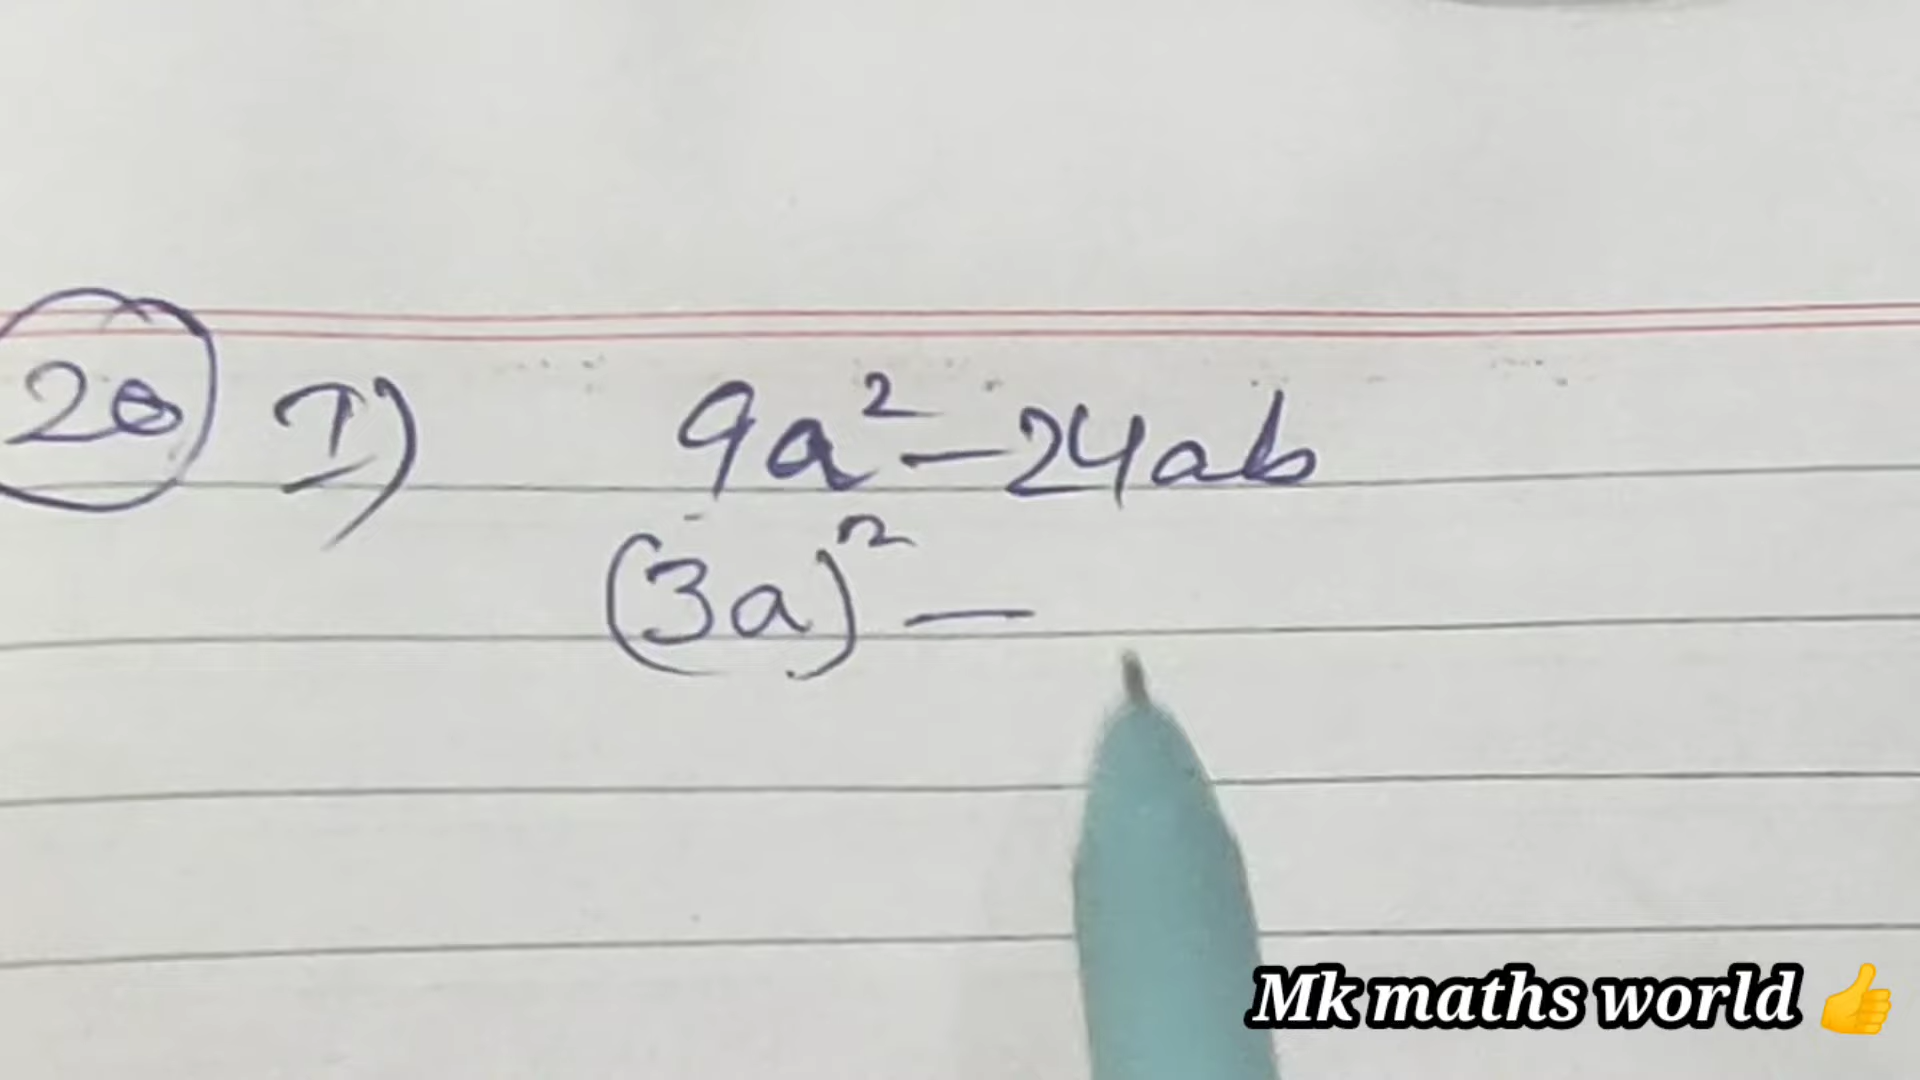 20 I) 9a² - 24ab
(3a)² -
Mk maths world 👍